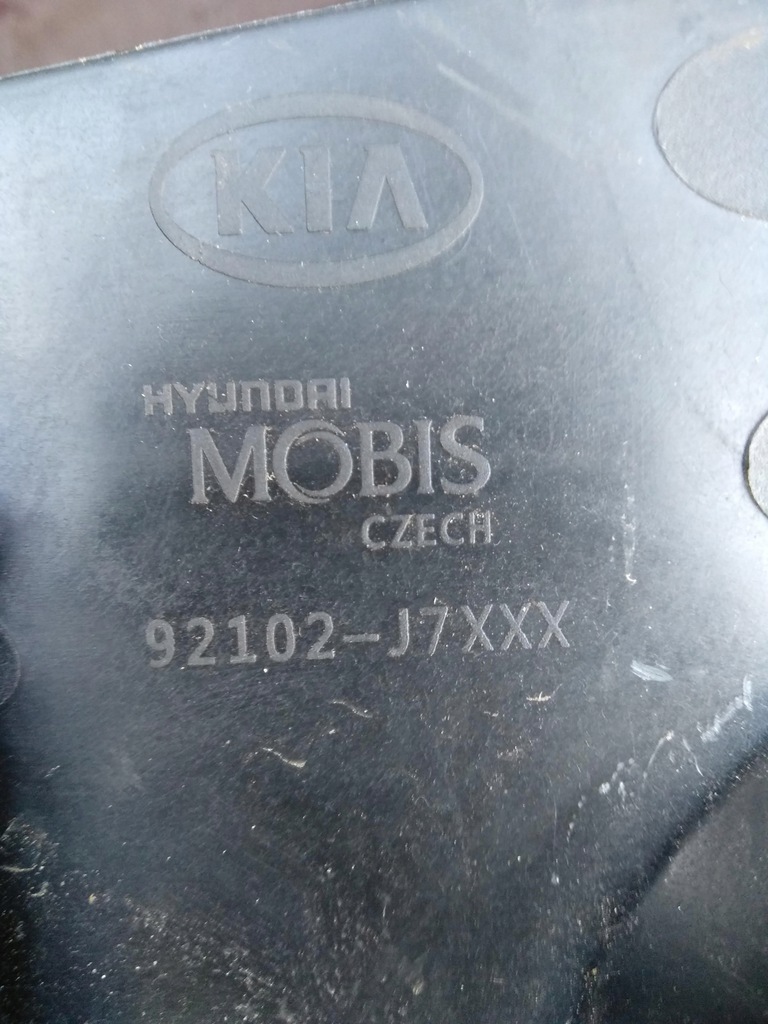 KIA
HYUNDAI
MOBIS
CZECH
92102-J7XXX